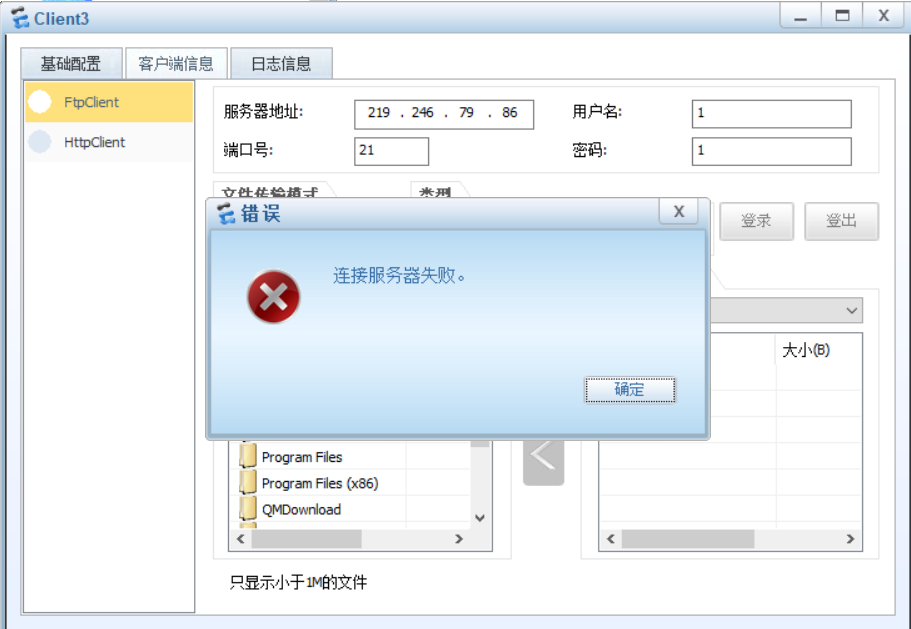 Client3
基础配置 客户端信息 日志信息
FtpClient
HttpClient
服务器地址: 219 . 246 . 79 . 86 用户名: 1
端口号: 21 密码: 1
文件传输模式 类型
错误
登录 登出
连接服务器失败。
大小(B)
确定
Program Files
Program Files (x86)
QMDownload
只显示小于1M的文件